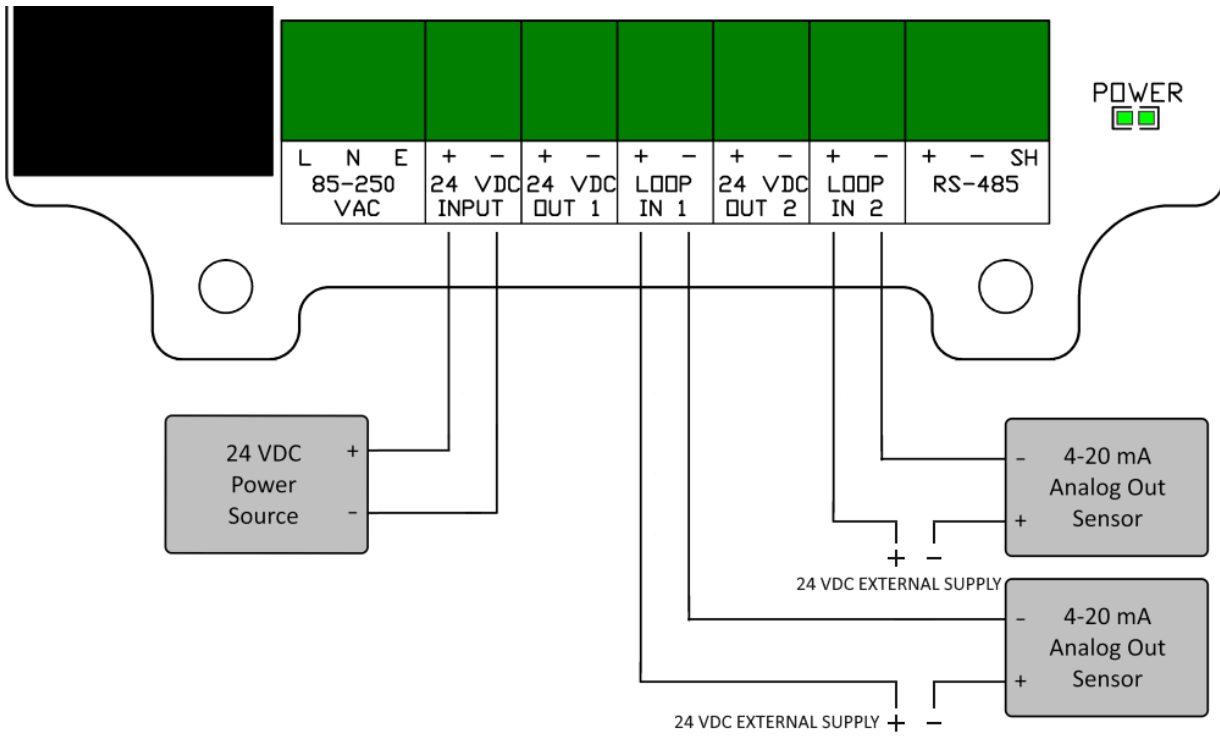 POWER
L N E + - + - + - + - + - + - SH
85-250 24 VDC 24 VDC LOOP 24 VDC LOOP RS-485
VAC INPUT OUT 1 IN 1 OUT 2 IN 2
24 VDC +
Power
Source -
- 4-20 mA
Analog Out
+ Sensor
+ -
24 VDC EXTERNAL SUPPLY
- 4-20 mA
Analog Out
+ Sensor
24 VDC EXTERNAL SUPPLY + -